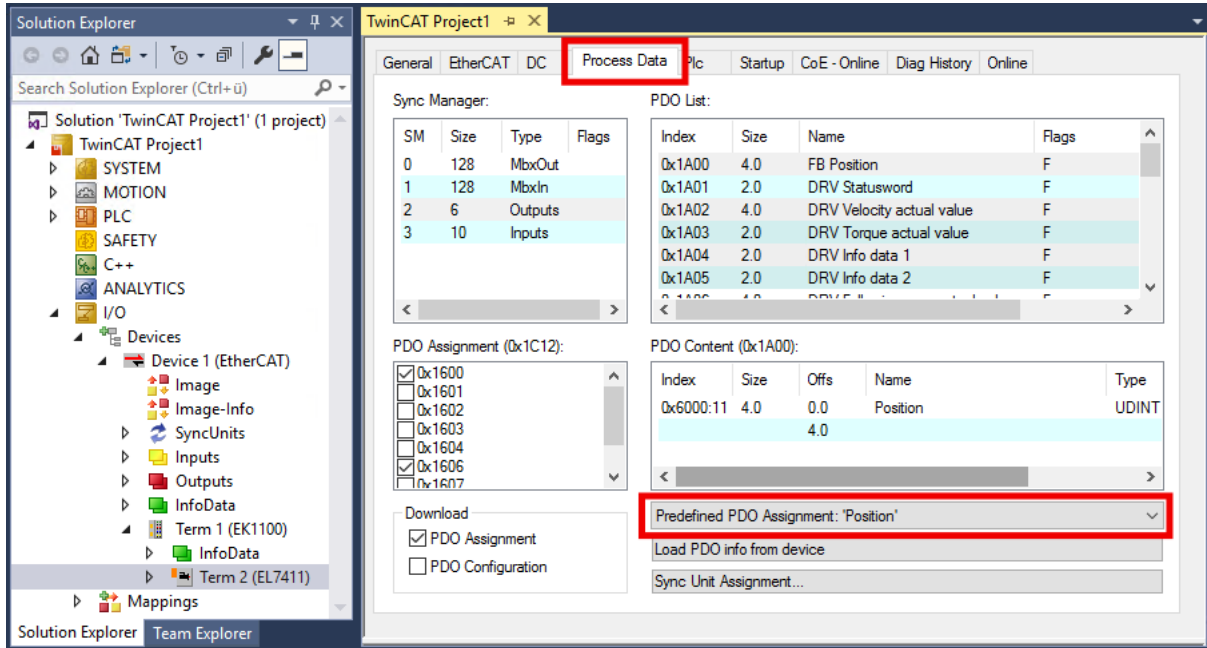 Solution Explorer
Search Solution Explorer (Ctrl+ü)
Solution 'TwinCAT Project1' (1 project)
TwinCAT Project1
SYSTEM
MOTION
PLC
SAFETY
C++
ANALYTICS
I/O
Devices
Device 1 (EtherCAT)
Image
Image-Info
SyncUnits
Inputs
Outputs
InfoData
Term 1 (EK1100)
InfoData
Term 2 (EL7411)
Mappings
Solution Explorer Team Explorer
TwinCAT Project1
General EtherCAT DC Process Data Plc Startup CoE - Online Diag History Online
Sync Manager:
SM Size Type Flags
0 128 MbxOut
1 128 MbxIn
2 6 Outputs
3 10 Inputs
PDO List:
Index Size Name Flags
0x1A00 4.0 FB Position F
0x1A01 2.0 DRV Statusword F
0x1A02 4.0 DRV Velocity actual value F
0x1A03 2.0 DRV Torque actual value F
0x1A04 2.0 DRV Info data 1 F
0x1A05 2.0 DRV Info data 2 F
PDO Assignment (0x1C12):
0x1600
0x1601
0x1602
0x1603
0x1604
0x1606
0x1607
PDO Content (0x1A00):
Index Size Offs Name Type
0x6000:11 4.0 0.0 Position UDINT
4.0
Download
PDO Assignment
PDO Configuration
Predefined PDO Assignment: 'Position'
Load PDO info from device
Sync Unit Assignment...